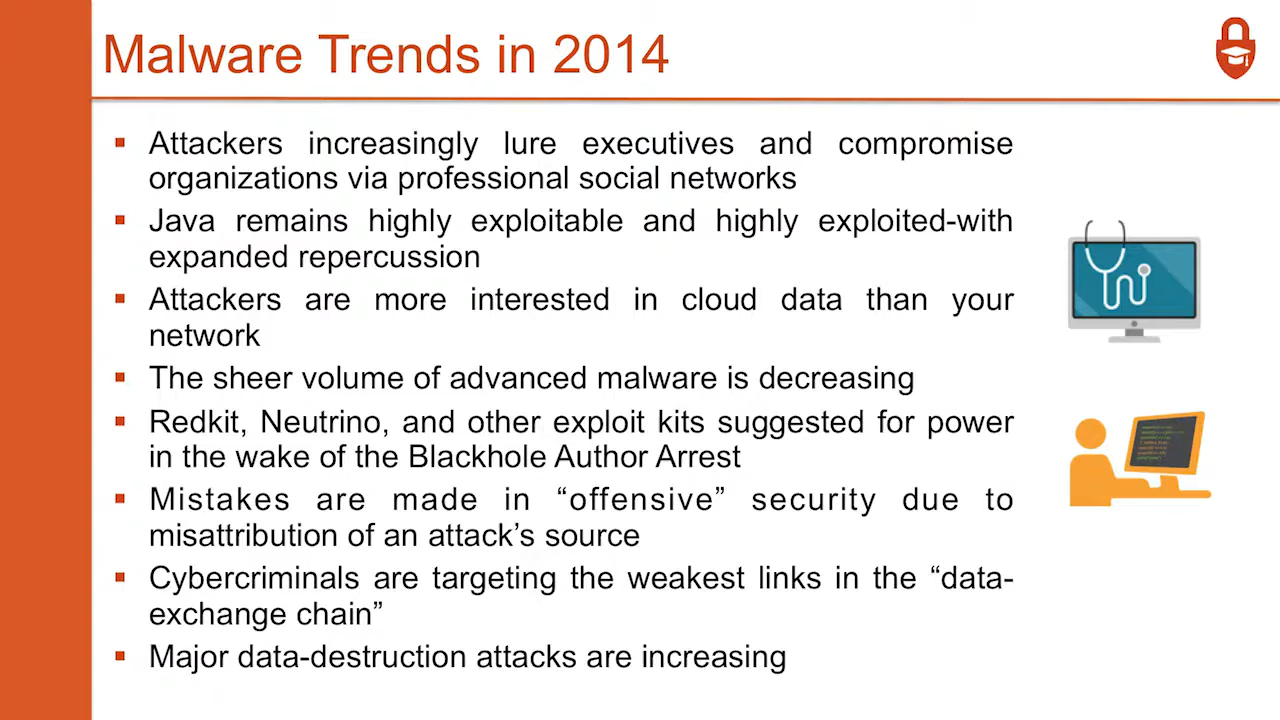 Malware Trends in 2014
▪ Attackers increasingly lure executives and compromise
organizations via professional social networks
▪ Java remains highly exploitable and highly exploited-with
expanded repercussion
▪ Attackers are more interested in cloud data than your
network
▪ The sheer volume of advanced malware is decreasing
▪ Redkit, Neutrino, and other exploit kits suggested for power
in the wake of the Blackhole Author Arrest
▪ Mistakes are made in “offensive” security due to
misattribution of an attack’s source
▪ Cybercriminals are targeting the weakest links in the “data-
exchange chain”
▪ Major data-destruction attacks are increasing